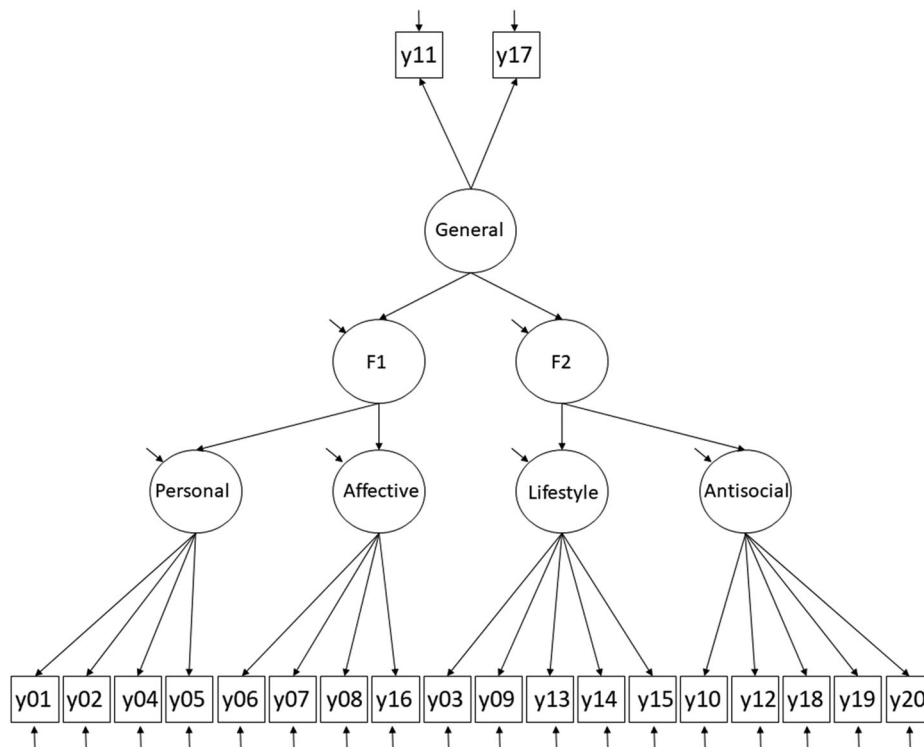 y11 y17
General
F1 F2
Personal Affective Lifestyle Antisocial
y01 y02 y04 y05 y06 y07 y08 y16 y03 y09 y13 y14 y15 y10 y12 y18 y19 y20